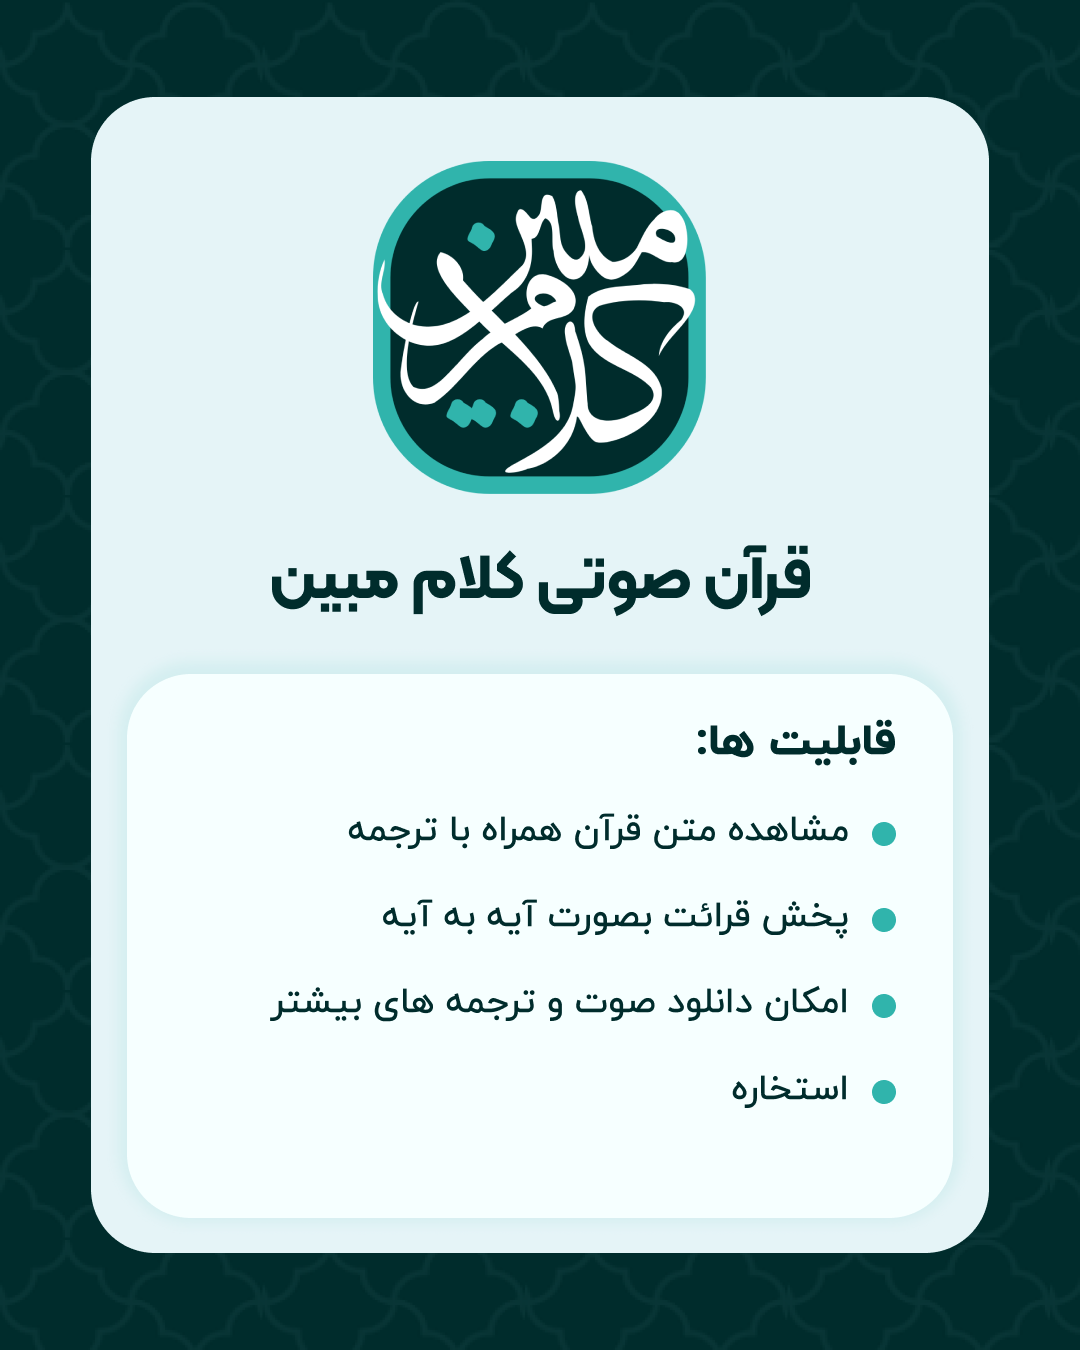 کلام مبین
قرآن صوتی کلام مبین
قابلیت ها:
مشاهده متن قرآن همراه با ترجمه
پخش قرائت بصورت آیه به آیه
امکان دانلود صوت و ترجمه های بیشتر
استخاره